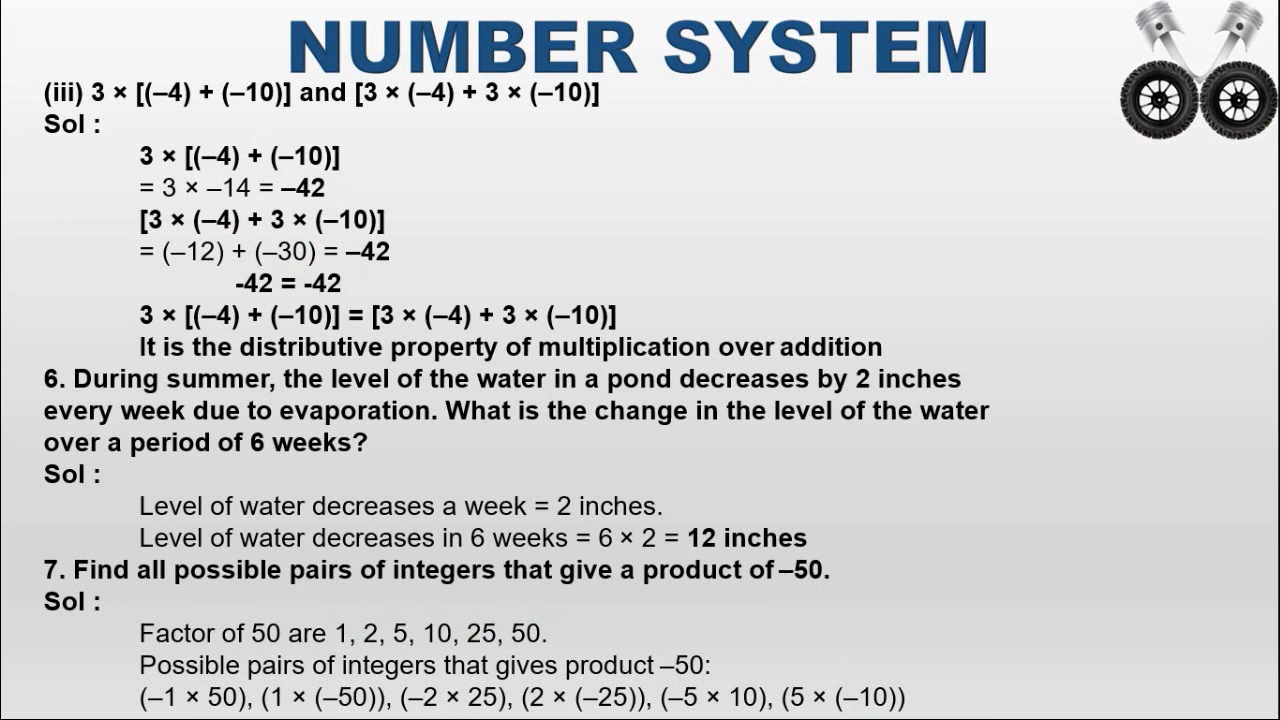 NUMBER SYSTEM
(iii) 3 × [(–4) + (–10)] and [3 × (–4) + 3 × (–10)]
Sol :
3 × [(–4) + (–10)]
= 3 × –14 = –42
[3 × (–4) + 3 × (–10)]
= (–12) + (–30) = –42
-42 = -42
3 × [(–4) + (–10)] = [3 × (–4) + 3 × (–10)]
It is the distributive property of multiplication over addition
6. During summer, the level of the water in a pond decreases by 2 inches
every week due to evaporation. What is the change in the level of the water
over a period of 6 weeks?
Sol :
Level of water decreases a week = 2 inches.
Level of water decreases in 6 weeks = 6 × 2 = 12 inches
7. Find all possible pairs of integers that give a product of –50.
Sol :
Factor of 50 are 1, 2, 5, 10, 25, 50.
Possible pairs of integers that gives product –50:
(–1 × 50), (1 × (–50)), (–2 × 25), (2 × (–25)), (–5 × 10), (5 × (–10))